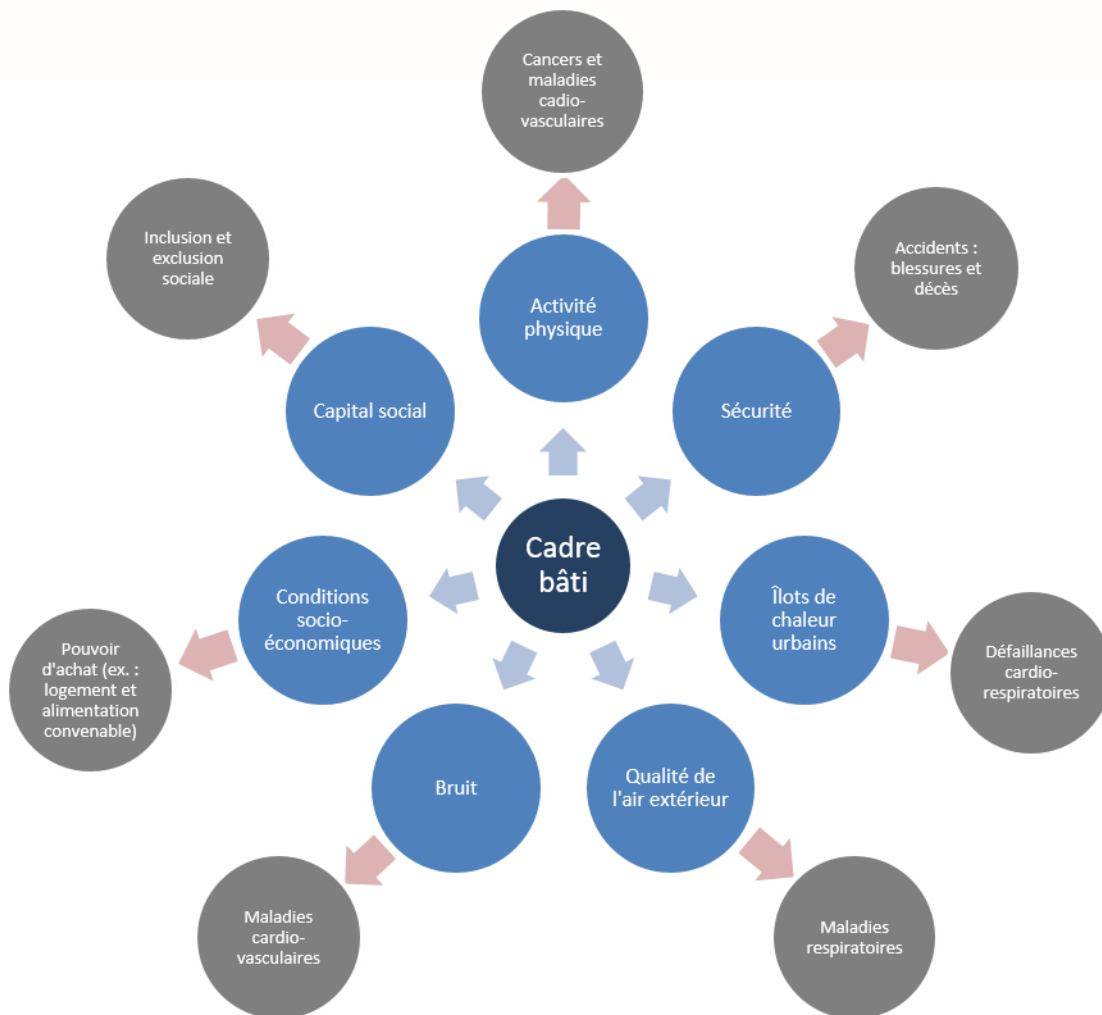 Cancers et
maladies
cadio-
vasculaires
Inclusion et
exclusion
sociale
Accidents :
blessures et
décès
Activité
physique
Capital social
Sécurité
Cadre
bâti
Conditions
socio-
économiques
Îlots de
chaleur
urbains
Pouvoir
d'achat (ex. :
logement et
alimentation
convenable)
Défaillances
cardio-
respiratoires
Bruit
Qualité de
l'air extérieur
Maladies
cardio-
vasculaires
Maladies
respiratoires